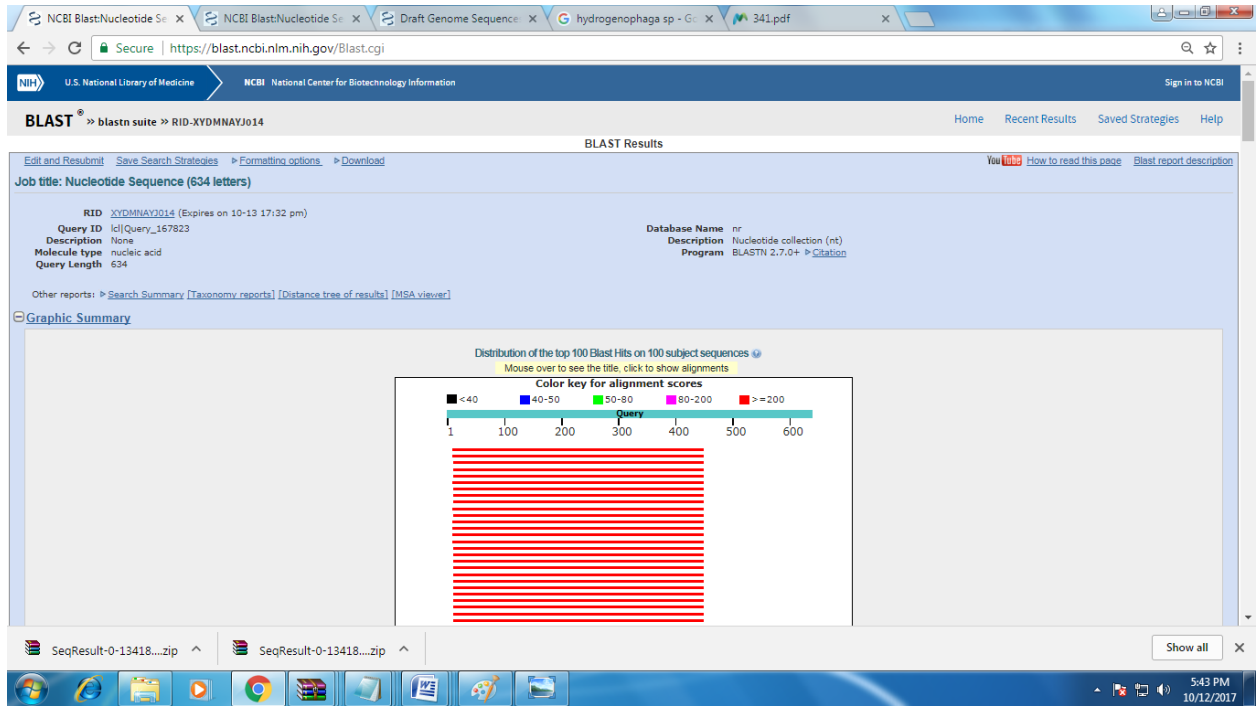 NCBI Blast:Nucleotide Se
NCBI Blast:Nucleotide Se
Draft Genome Sequence
hydrogenophaga sp - Go
341.pdf
Secure | https://blast.ncbi.nlm.nih.gov/Blast.cgi
NIH U.S. National Library of Medicine NCBI National Center for Biotechnology Information Sign in to NCBI
BLAST ® » blastn suite » RID-XYDMNAYJ014 Home Recent Results Saved Strategies Help
BLAST Results
Edit and Resubmit Save Search Strategies Formatting options Download YouTube How to read this page Blast report description
Job title: Nucleotide Sequence (634 letters)
RID XYDMNAYJ014 (Expires on 10-13 17:32 pm)
Query ID lcl|Query_167823
Description None
Molecule type nucleic acid
Query Length 634
Database Name nr
Description Nucleotide collection (nt)
Program BLASTN 2.7.0+ Citation
Other reports: Search Summary [Taxonomy reports] [Distance tree of results] [MSA viewer]
Graphic Summary
Distribution of the top 100 Blast Hits on 100 subject sequences
Mouse over to see the title, click to show alignments
Color key for alignment scores
<40 40-50 50-80 80-200 >=200
Query
1 100 200 300 400 500 600
SeqResult-0-13418....zip SeqResult-0-13418....zip Show all
5:43 PM
10/12/2017